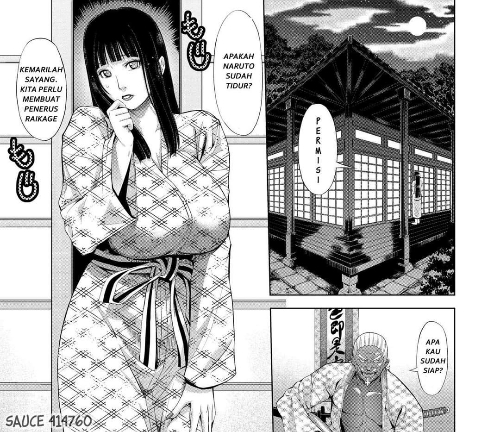 PERMISI
APA
KAU
SUDAH
SIAP?
APAKAH
NARUTO
SUDAH
TIDUR?
KEMARILAH
SAYANG.
KITA PERLU
MEMBUAT
PENERUS
RAIKAGE
SAUCE 414760